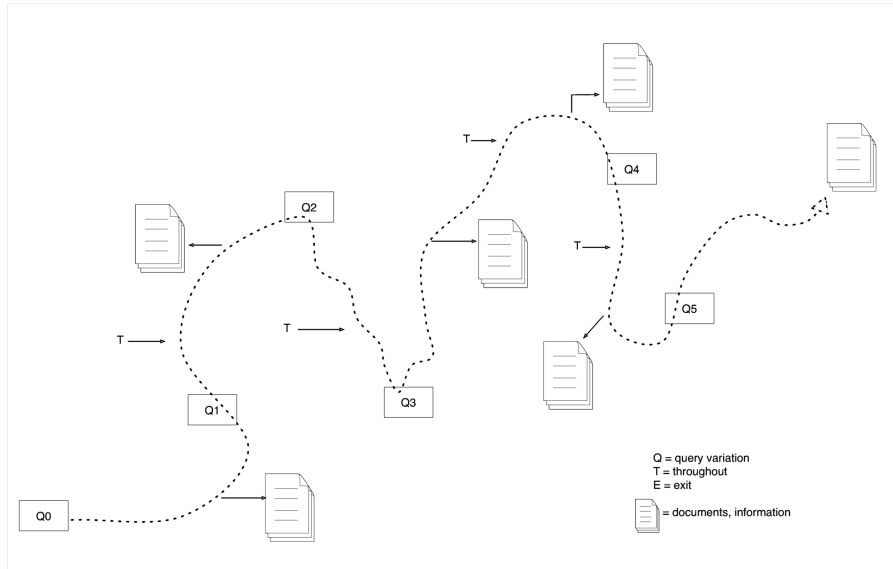 T
Q4
Q2
T
T
T
Q5
Q3
Q1
Q0
Q = query variation
T = throughout
E = exit
= documents, information